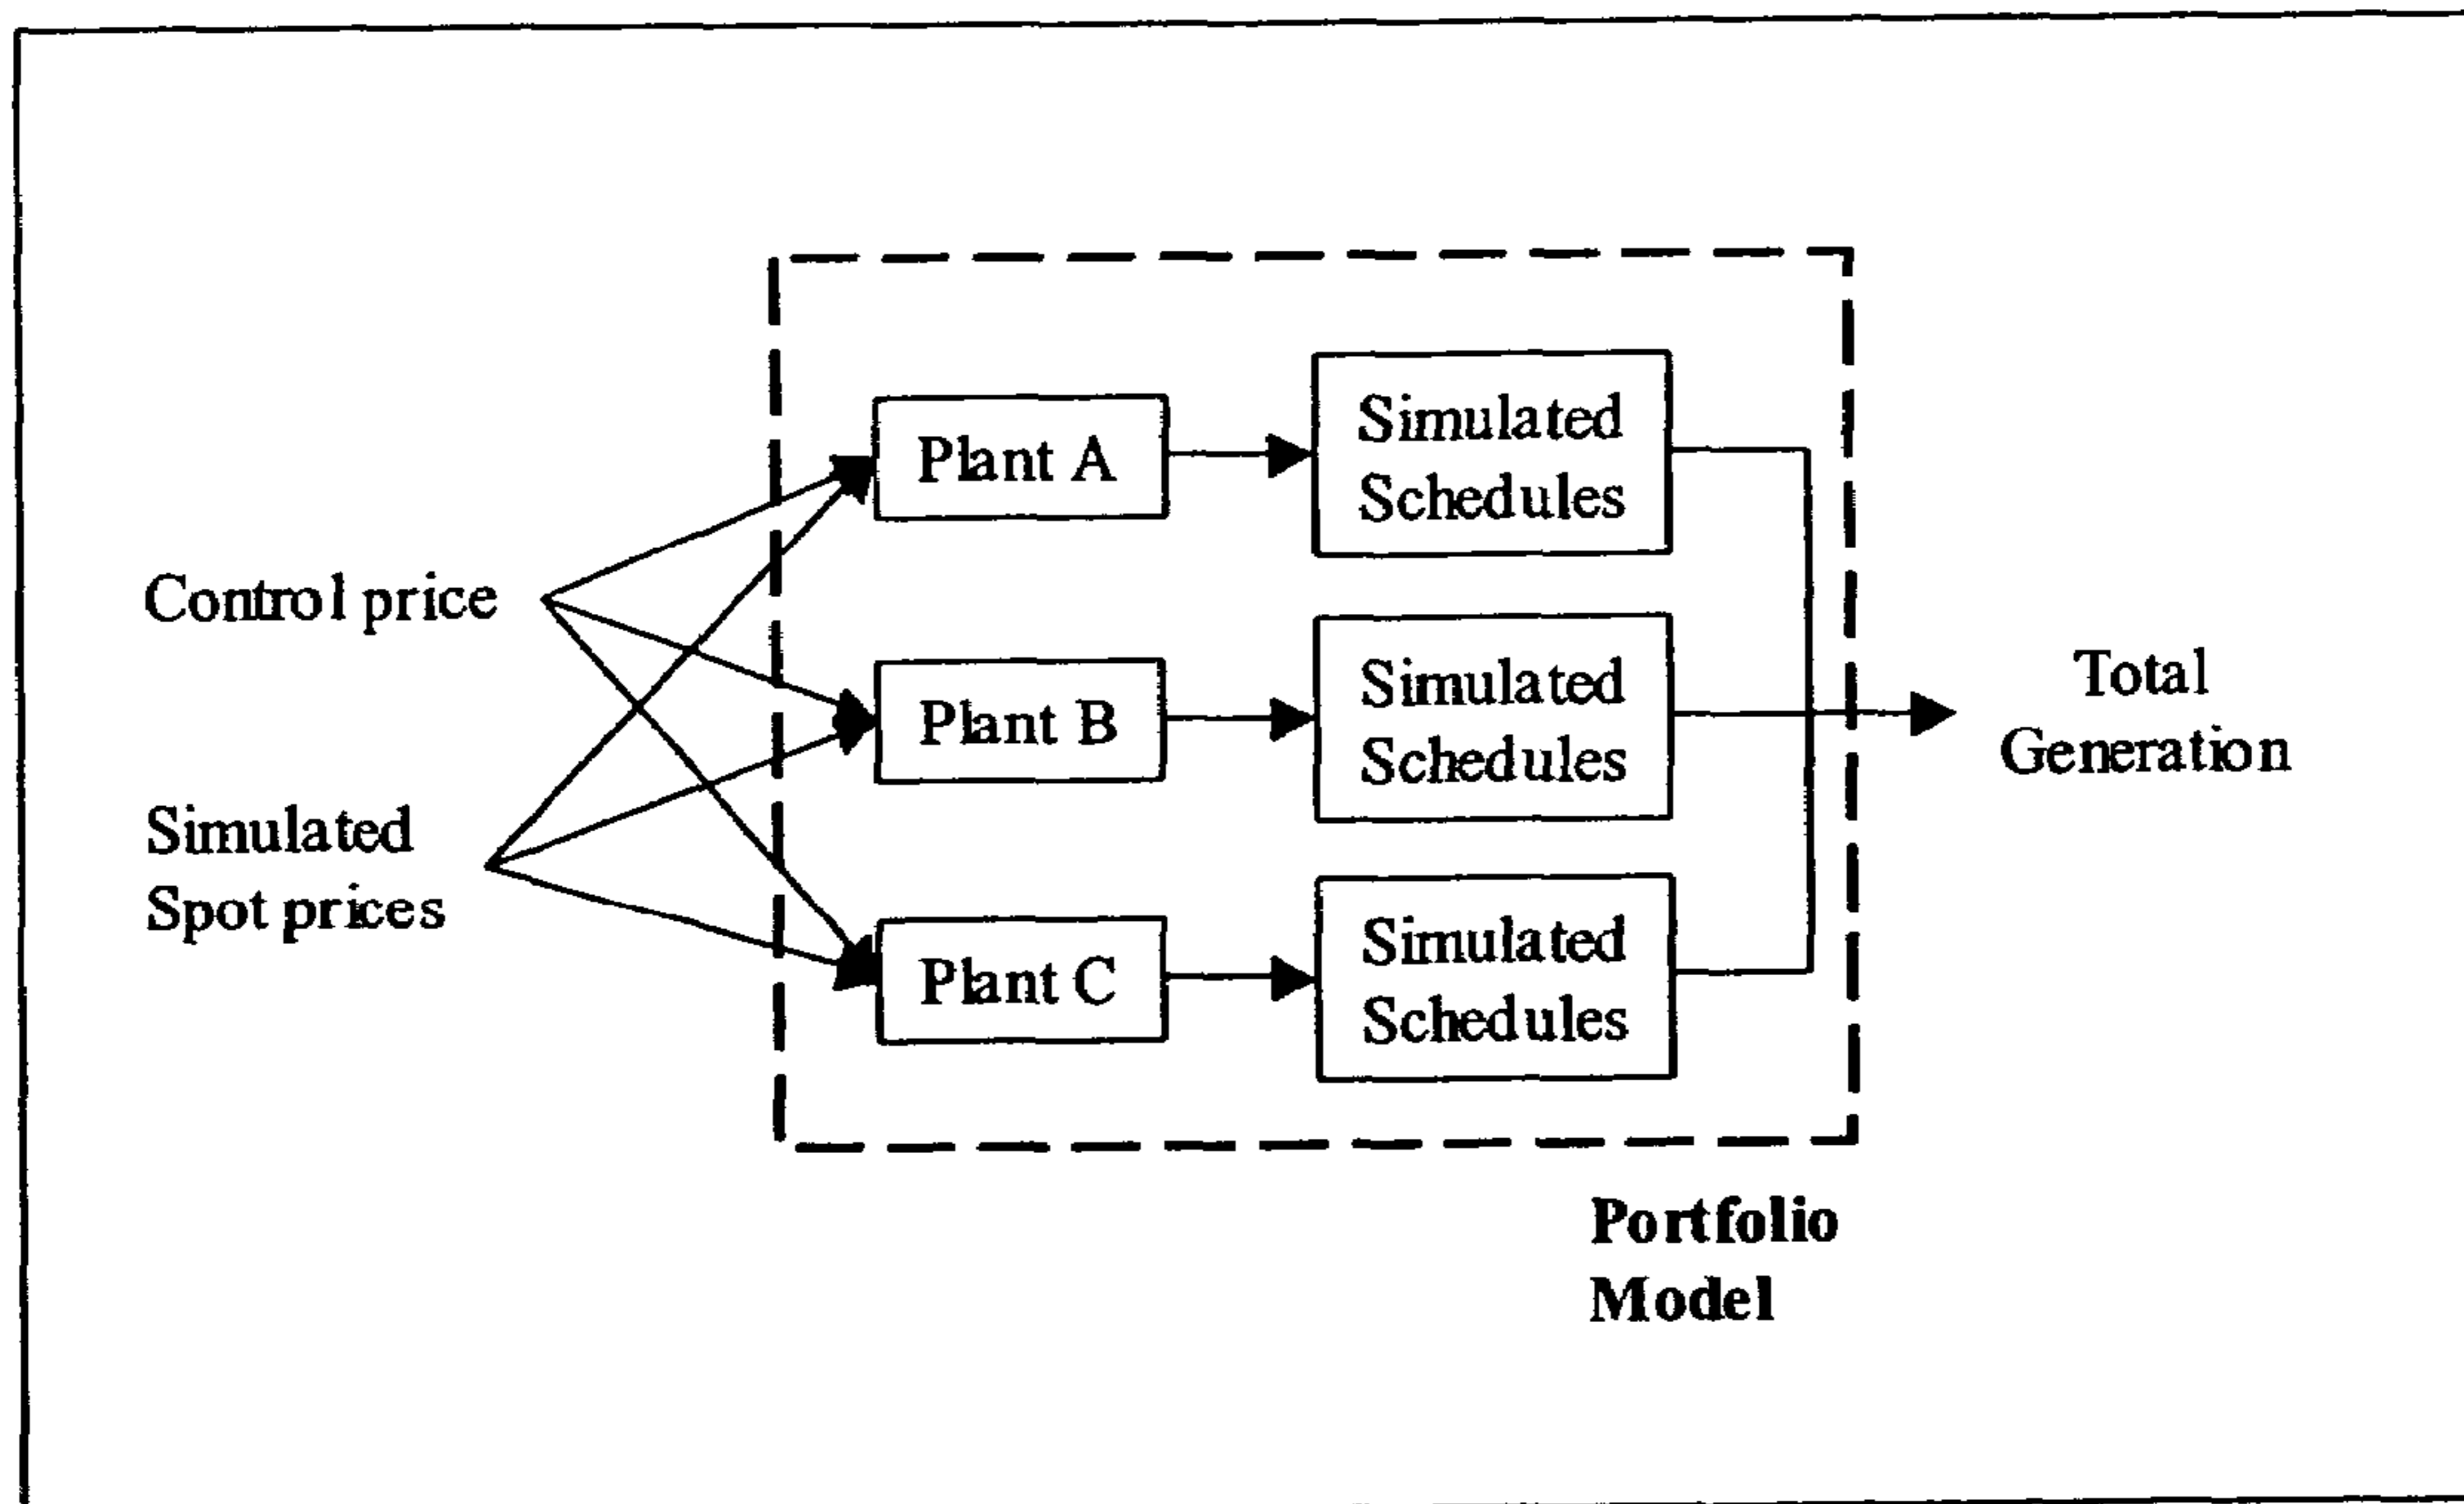 Control price
Simulated
Spot prices
Plant A
Simulated
Schedules
Plant B
Simulated
Schedules
Plant C
Simulated
Schedules
Total
Generation
Portfolio
Model